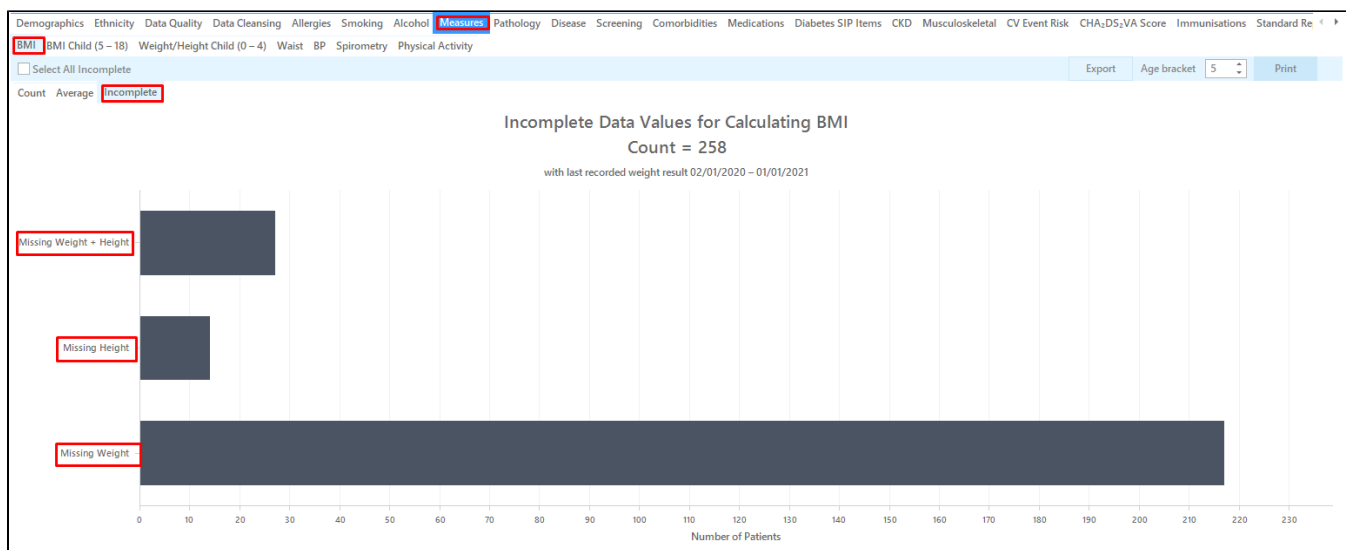 Demographics Ethnicity Data Quality Data Cleansing Allergies Smoking Alcohol Measures Pathology Disease Screening Comorbidities Medications Diabetes SIP Items CKD Musculoskeletal CV Event Risk CHA₂DS₂VA Score Immunisations Standard Re
BMI BMI Child (5 – 18) Weight/Height Child (0 – 4) Waist BP Spirometry Physical Activity
Select All Incomplete Export Age bracket 5 Print
Count Average Incomplete
Incomplete Data Values for Calculating BMI
Count = 258
with last recorded weight result 02/01/2020 – 01/01/2021
Missing Weight + Height
Missing Height
Missing Weight
0 10 20 30 40 50 60 70 80 90 100 110 120 130 140 150 160 170 180 190 200 210 220 230
Number of Patients